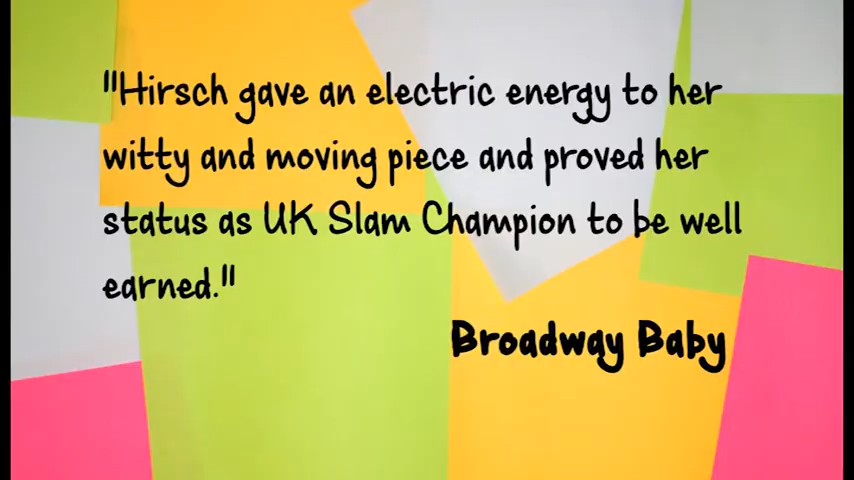 "Hirsch gave an electric energy to her
witty and moving piece and proved her
status as UK Slam Champion to be well
earned."
Broadway Baby